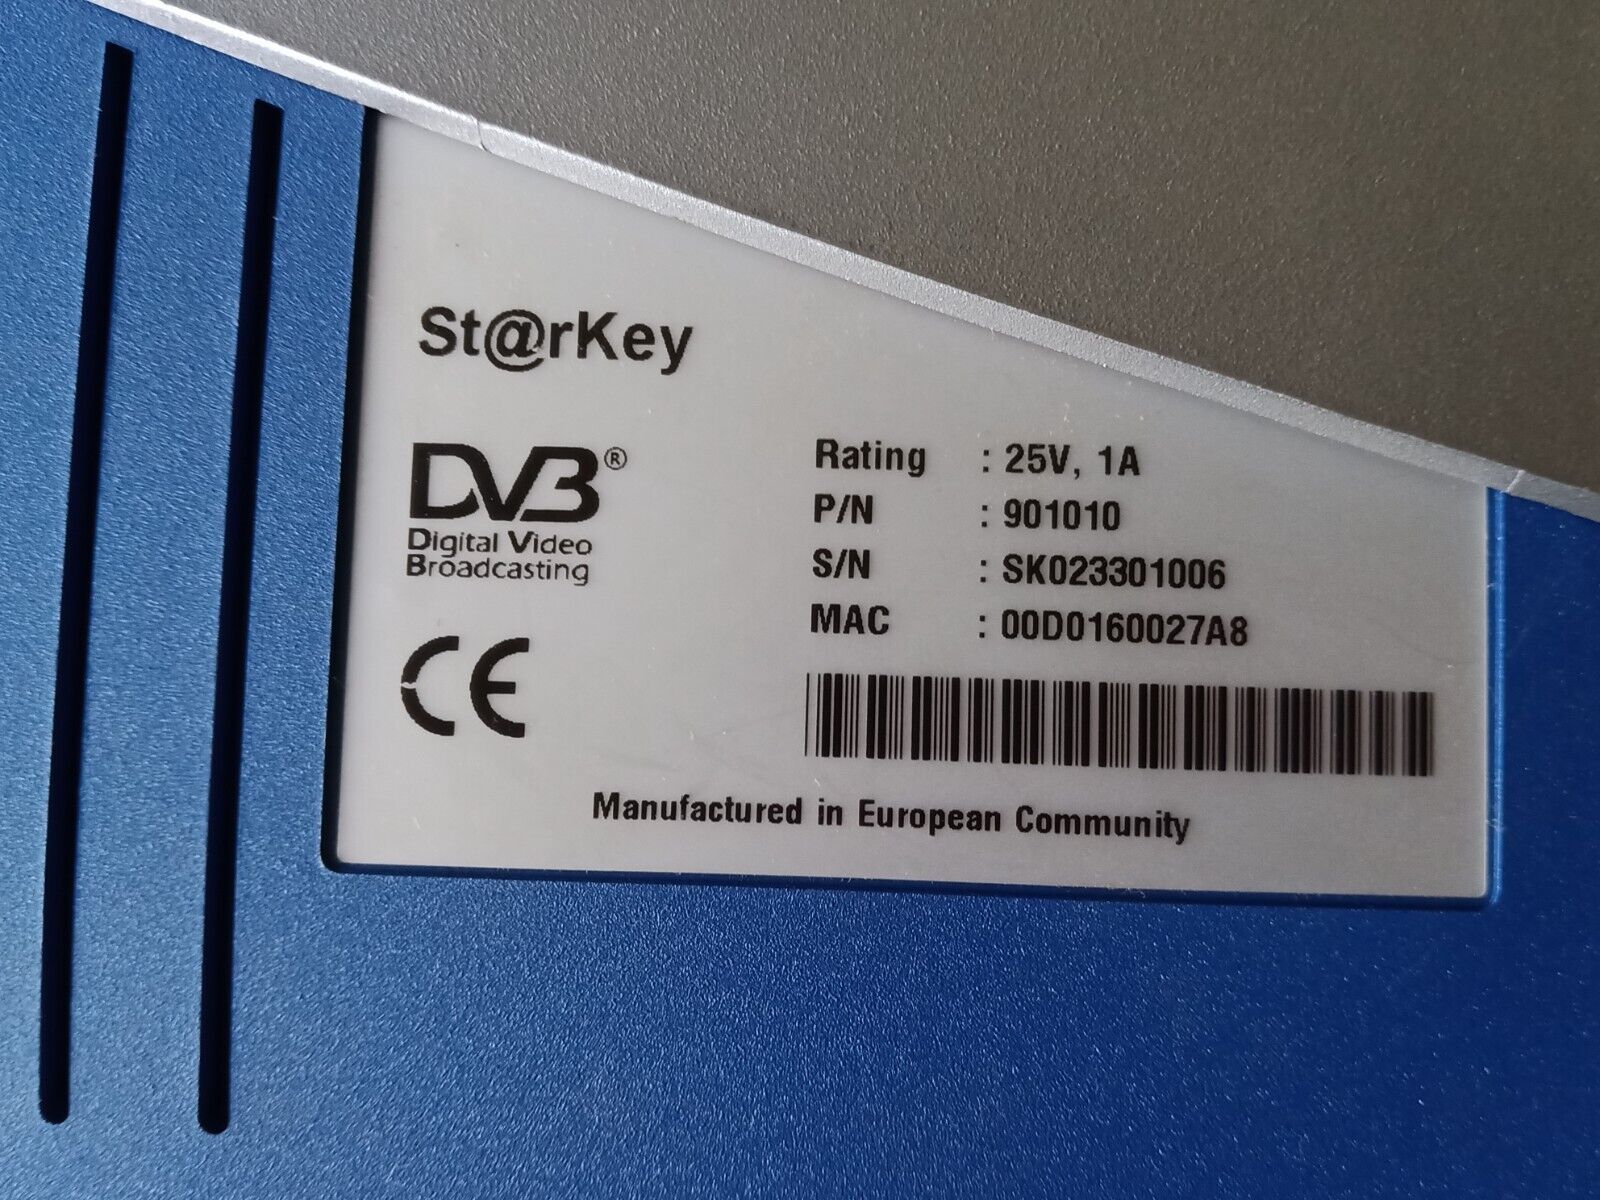 St@rKey
DVB®
Digital Video
Broadcasting
CE
Rating : 25V, 1A
P/N : 901010
S/N : SK023301006
MAC : 00D0160027A8
Manufactured in European Community